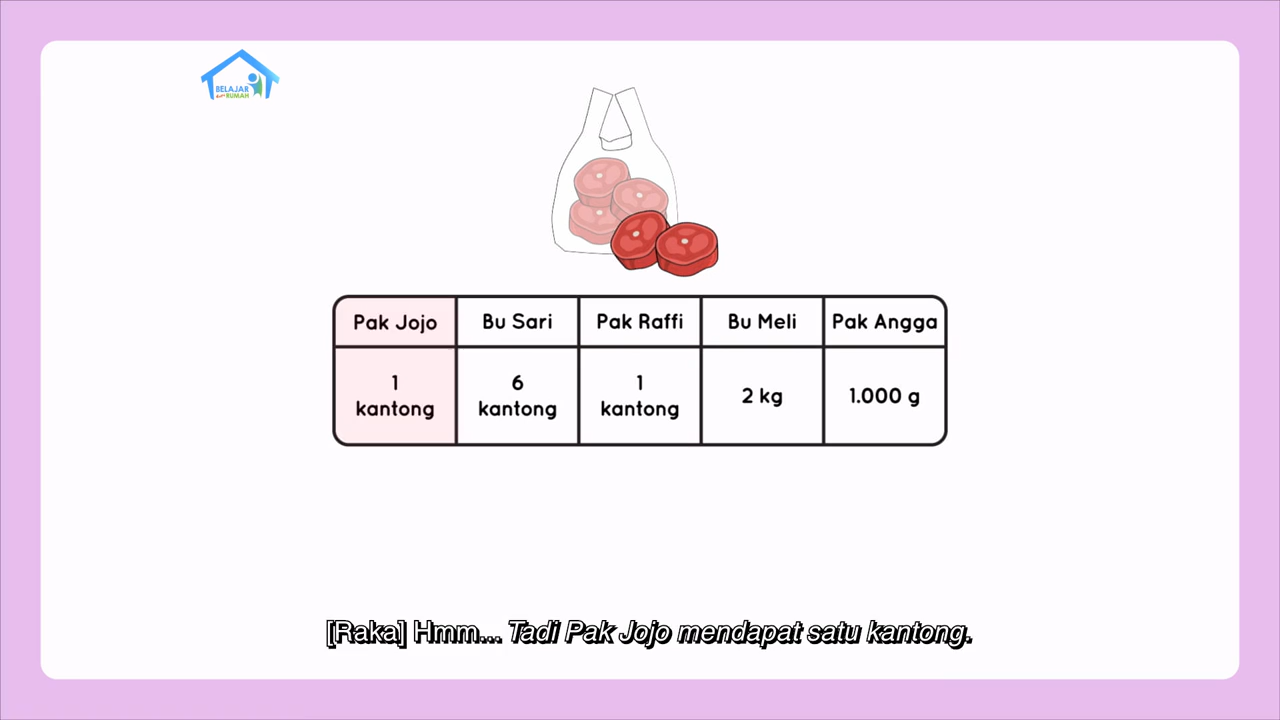 BELAJAR
RUMAH
Pak Jojo
Bu Sari
Pak Raffi
Bu Meli
Pak Angga
1
kantong
6
kantong
1
kantong
2 kg
1.000 g
[Raka] Hmm... Tadi Pak Jojo mendapat satu kantong.